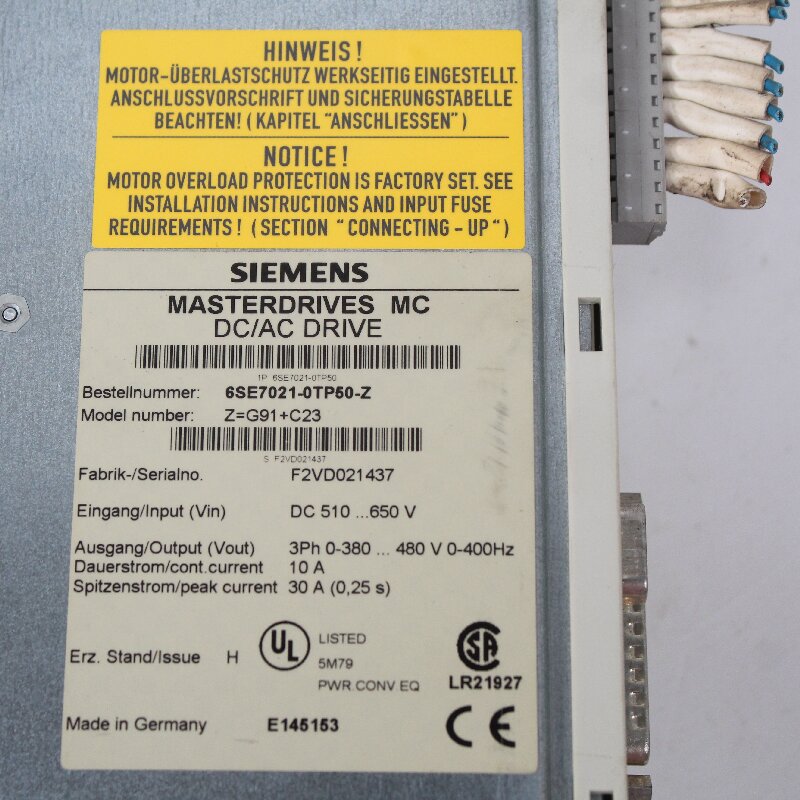 HINWEIS !
MOTOR-ÜBERLASTSCHUTZ WERKSEITIG EINGESTELLT.
ANSCHLUSSVORSCHRIFT UND SICHERUNGSTABELLE
BEACHTEN! ( KAPITEL "ANSCHLIESSEN" )
NOTICE !
MOTOR OVERLOAD PROTECTION IS FACTORY SET. SEE
INSTALLATION INSTRUCTIONS AND INPUT FUSE
REQUIREMENTS ! ( SECTION "CONNECTING - UP " )
SIEMENS
MASTERDRIVES MC
DC/AC DRIVE
1P 6SE7021-0TP50
Bestellnummer: 6SE7021-0TP50-Z
Model number: Z=G91+C23
S F2VD021437
Fabrik-/Serialno. F2VD021437
Eingang/Input (Vin) DC 510 ...650 V
Ausgang/Output (Vout) 3Ph 0-380 ... 480 V 0-400Hz
Dauerstrom/cont.current 10 A
Spitzenstrom/peak current 30 A (0,25 s)
Erz. Stand/Issue H
UL LISTED
5M79
PWR CONV EQ
SA
LR21927
Made in Germany E145153
CE